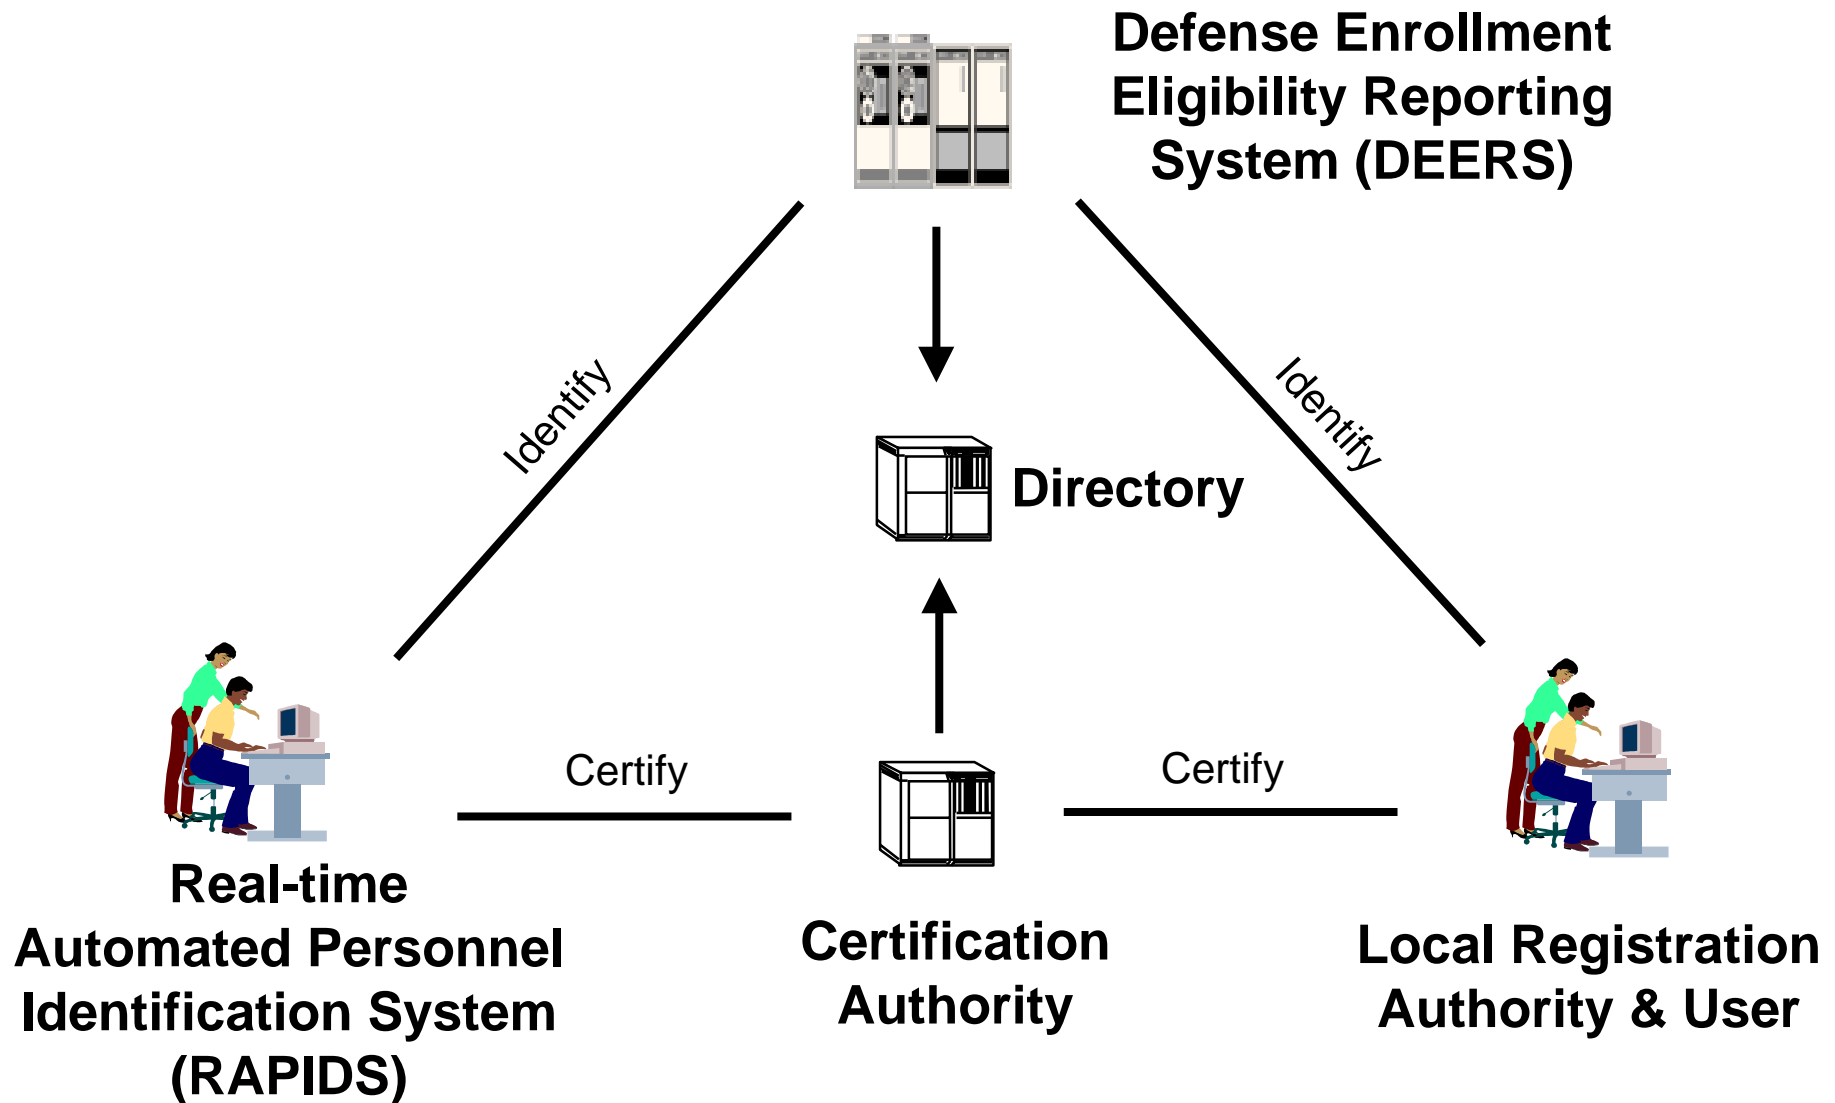 Defense Enrollment
Eligibility Reporting
System (DEERS)
Identify
Identify
Directory
Certify
Certify
Real-time
Automated Personnel
Identification System
(RAPIDS)
Certification
Authority
Local Registration
Authority & User